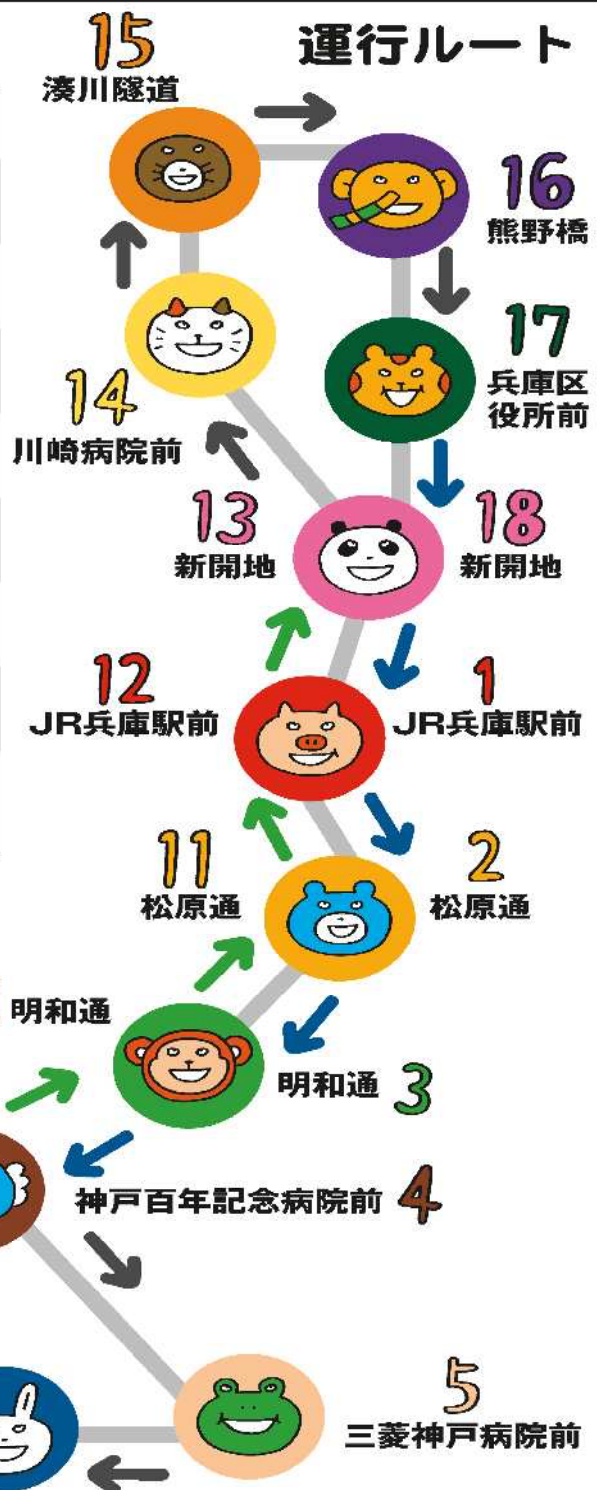 運行ルート
15
湊川隧道
16
熊野橋
17
兵庫区
役所前
14
川崎病院前
13
新開地
18
新開地
12
JR兵庫駅前
1
JR兵庫駅前
11
松原通
2
松原通
明和通
明和通 3
神戸百年記念病院前 4
5
三菱神戸病院前